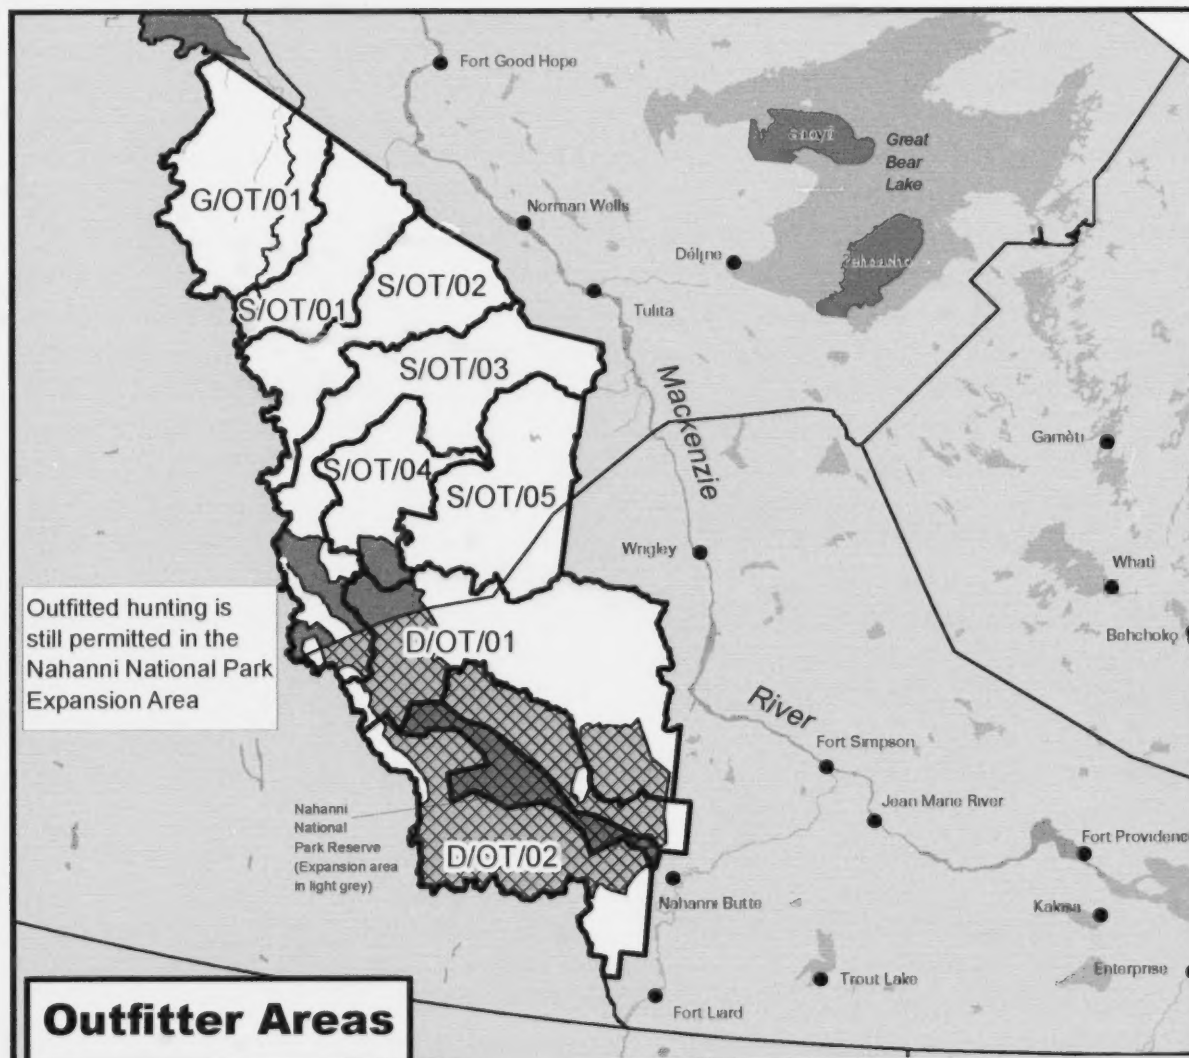 Fort Good Hope
Great
Bear
Lake
G/OT/01
Norman Wells
Déline
S/OT/02
S/OT/01
Tulita
S/OT/03
Mackenzie
Gamètì
S/OT/04
S/OT/05
Wrigley
Whatì
Outfitted hunting is
still permitted in the
Nahanni National Park
Expansion Area
Behchokǫ
D/OT/01
River
Fort Simpson
Nahanni
National
Park Reserve
(Expansion area
in light grey)
Jean Marie River
Fort Providenc
D/OT/02
Nahanni Butte
Kakisa
Trout Lake
Enterprise
Fort Liard
Outfitter Areas